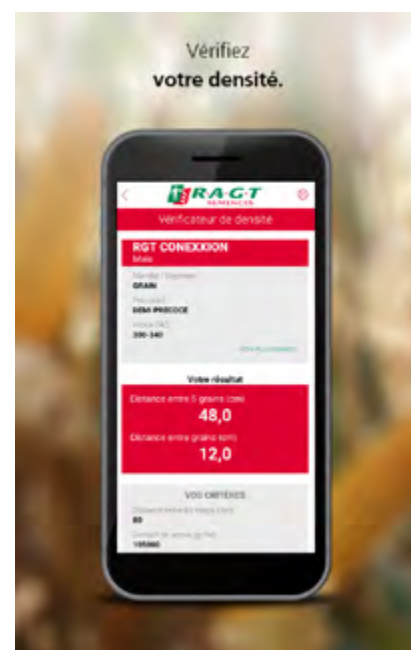 Vérifiez
votre densité.
RAGT
SEMENCES
Vérificateur de densité
RGT CONEXXION
Maïs
GRAIN
DEMI-PRECOCE
Votre résultat
Distance entre 5 grains (cm)
48,0
Distance entre grains (cm)
12,0
VOS CRITÈRES
80
105000